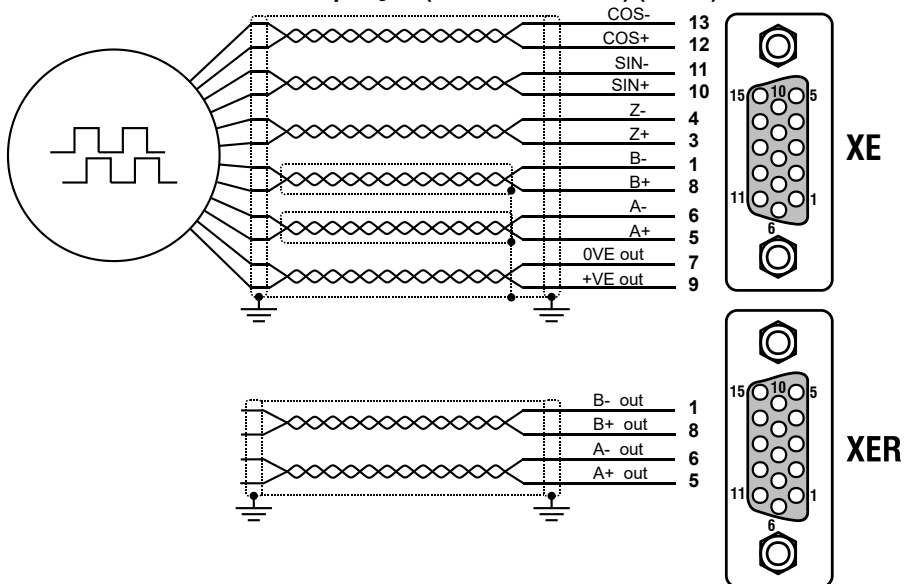 COS- 13
COS+ 12
SIN- 11
SIN+ 10
Z- 4
Z+ 3
B- 1
B+ 8
A- 6
A+ 5
0VE out 7
+VE out 9
15 10 5
11 1
6
XE
B- out 1
B+ out 8
A- out 6
A+ out 5
15 10 5
11 1
6
XER